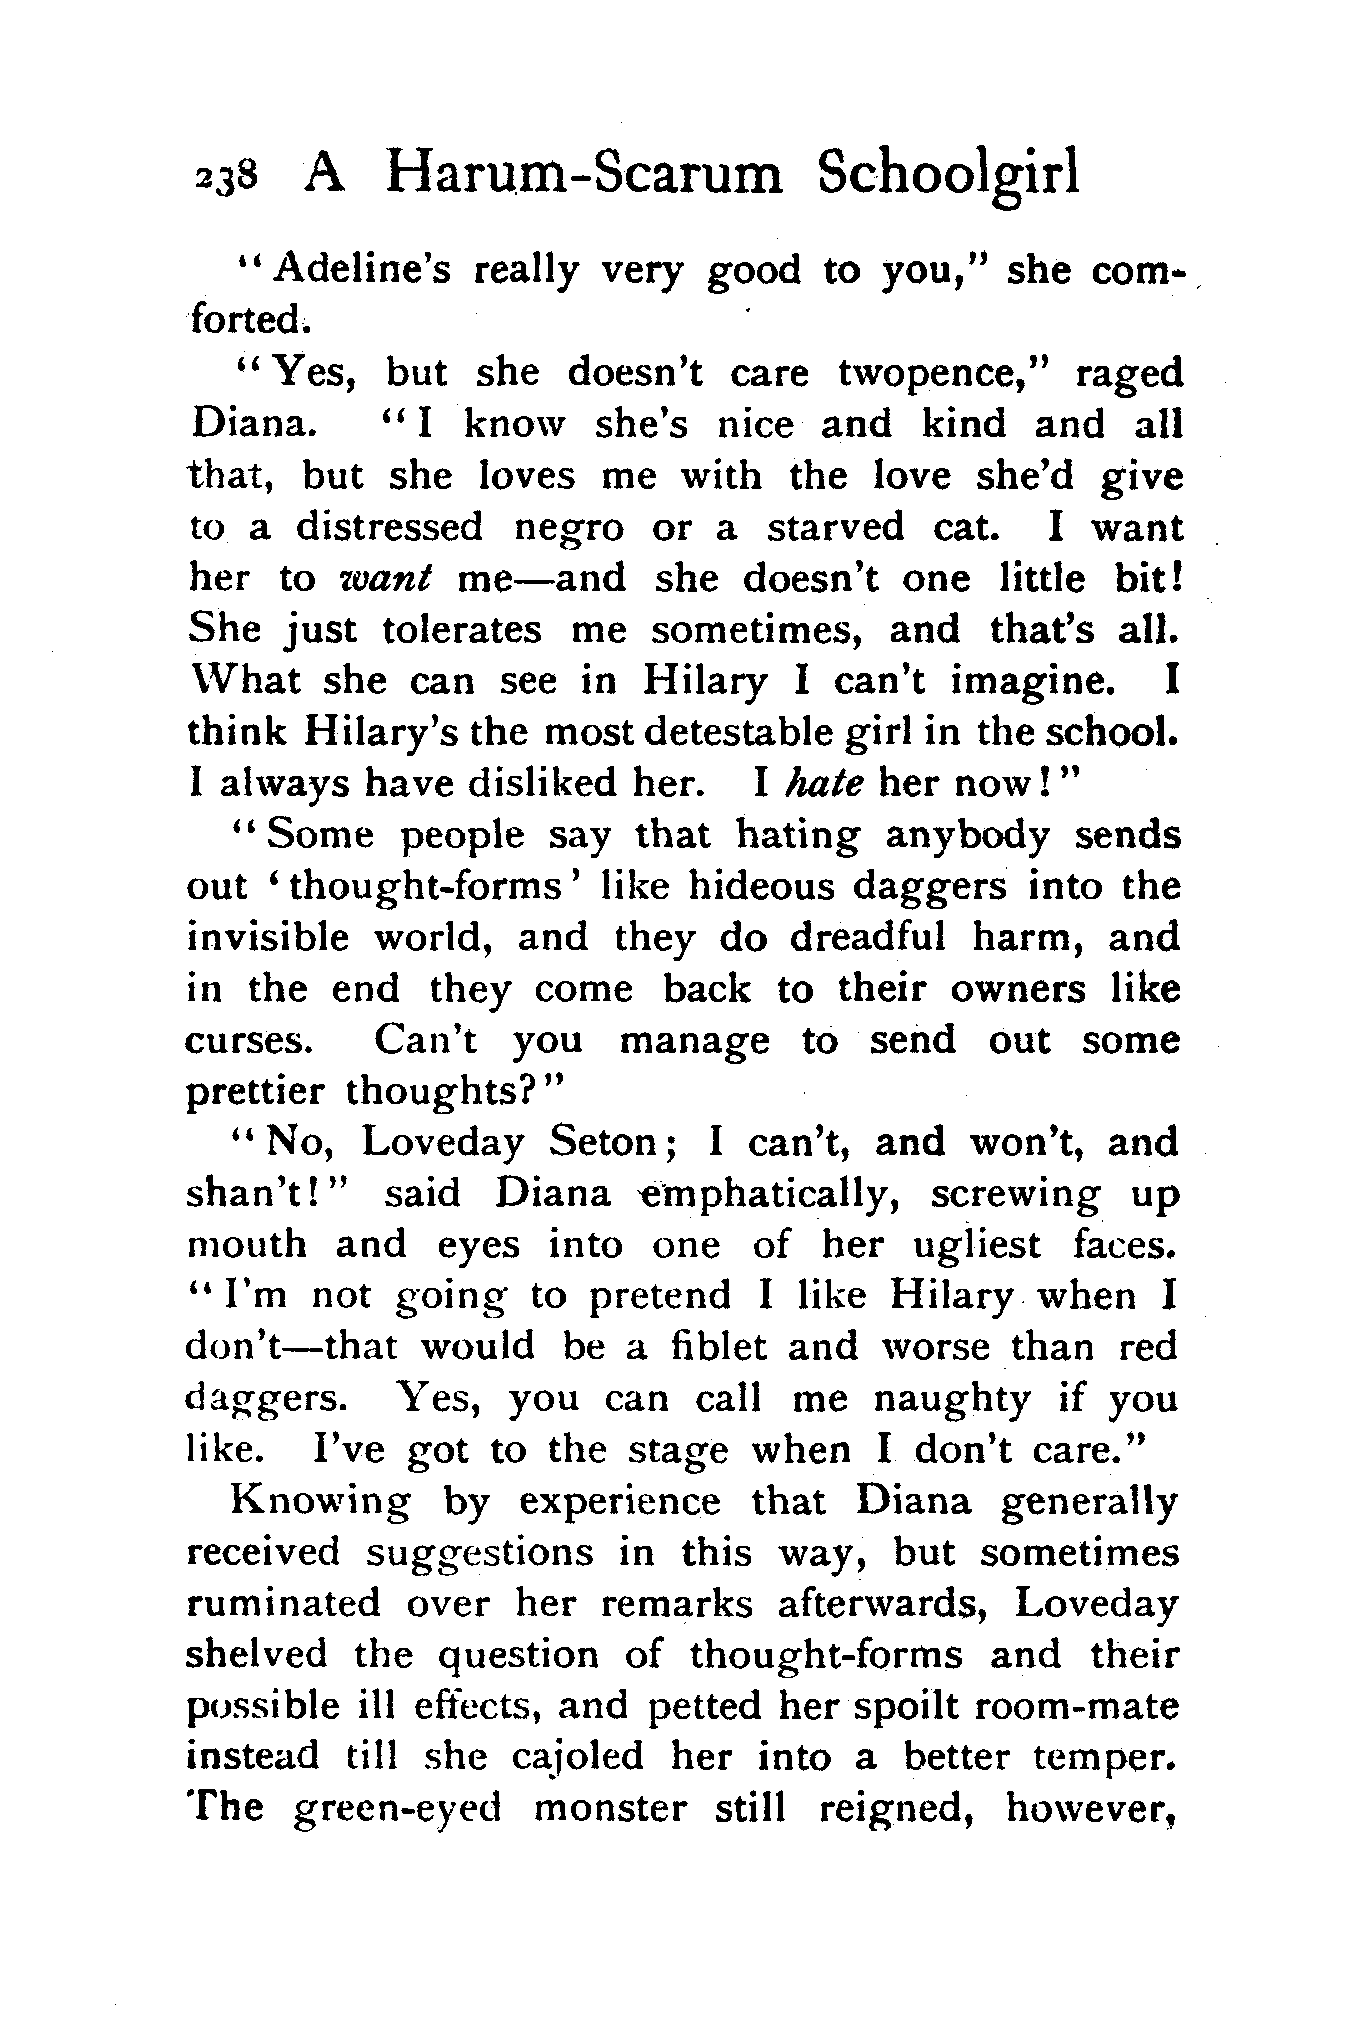 238 A Harum-Scarum Schoolgirl
"Adeline's really very good to you," she com-
forted.
"Yes, but she doesn't care twopence," raged
Diana. "I know she's nice and kind and all
that, but she loves me with the love she'd give
to a distressed negro or a starved cat. I want
her to want me—and she doesn't one little bit!
She just tolerates me sometimes, and that's all.
What she can see in Hilary I can't imagine. I
think Hilary's the most detestable girl in the school.
I always have disliked her. I hate her now!"
"Some people say that hating anybody sends
out 'thought-forms' like hideous daggers into the
invisible world, and they do dreadful harm, and
in the end they come back to their owners like
curses. Can't you manage to send out some
prettier thoughts?"
"No, Loveday Seton; I can't, and won't, and
shan't!" said Diana emphatically, screwing up
mouth and eyes into one of her ugliest faces.
"I'm not going to pretend I like Hilary when I
don't—that would be a fiblet and worse than red
daggers. Yes, you can call me naughty if you
like. I've got to the stage when I don't care."
Knowing by experience that Diana generally
received suggestions in this way, but sometimes
ruminated over her remarks afterwards, Loveday
shelved the question of thought-forms and their
possible ill effects, and petted her spoilt room-mate
instead till she cajoled her into a better temper.
The green-eyed monster still reigned, however,